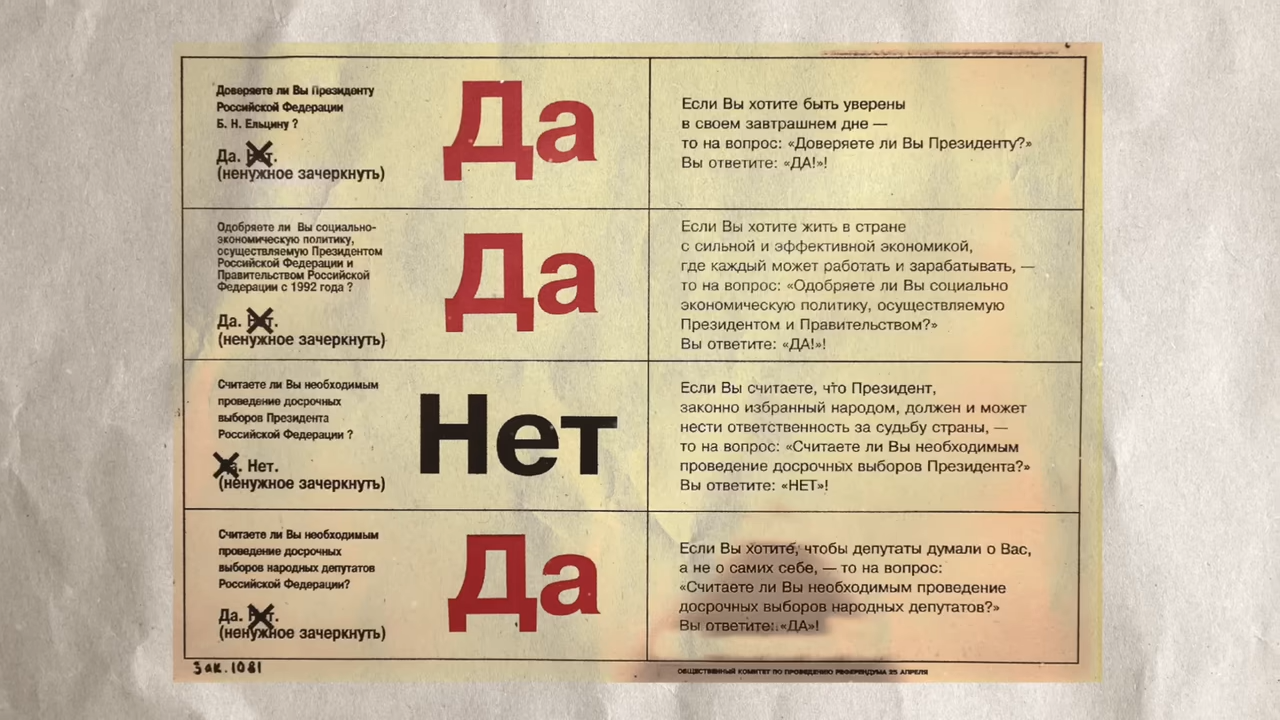 Доверяете ли Вы Президенту
Российской Федерации
Б. Н. Ельцину ?
Да. Нет.
(ненужное зачеркнуть)
Да
Если Вы хотите быть уверены
в своем завтрашнем дне —
то на вопрос: «Доверяете ли Вы Президенту?»
Вы ответите: «ДА!»!
Одобряете ли Вы социально-
экономическую политику,
осуществляемую Президентом
Российской Федерации и
Правительством Российской
Федерации с 1992 года ?
Да. Нет.
(ненужное зачеркнуть)
Да
Если Вы хотите жить в стране
с сильной и эффективной экономикой,
где каждый может работать и зарабатывать, —
то на вопрос: «Одобряете ли Вы социально
экономическую политику, осуществляемую
Президентом и Правительством?»
Вы ответите: «ДА!»!
Считаете ли Вы необходимым
проведение досрочных
выборов Президента
Российской Федерации ?
Да. Нет.
(ненужное зачеркнуть)
Нет
Если Вы считаете, что Президент,
законно избранный народом, должен и может
нести ответственность за судьбу страны, —
то на вопрос: «Считаете ли Вы необходимым
проведение досрочных выборов Президента?»
Вы ответите: «НЕТ»!
Считаете ли Вы необходимым
проведение досрочных
выборов народных депутатов
Российской Федерации?
Да. Нет.
(ненужное зачеркнуть)
Да
Если Вы хотите, чтобы депутаты думали о Вас,
а не о самих себе, — то на вопрос:
«Считаете ли Вы необходимым проведение
досрочных выборов народных депутатов?»
Вы ответите: «ДА»!
Зак. 1081
ОБЩЕСТВЕННЫЙ КОМИТЕТ ПО ПРОВЕДЕНИЮ РЕФЕРЕНДУМА 25 АПРЕЛЯ